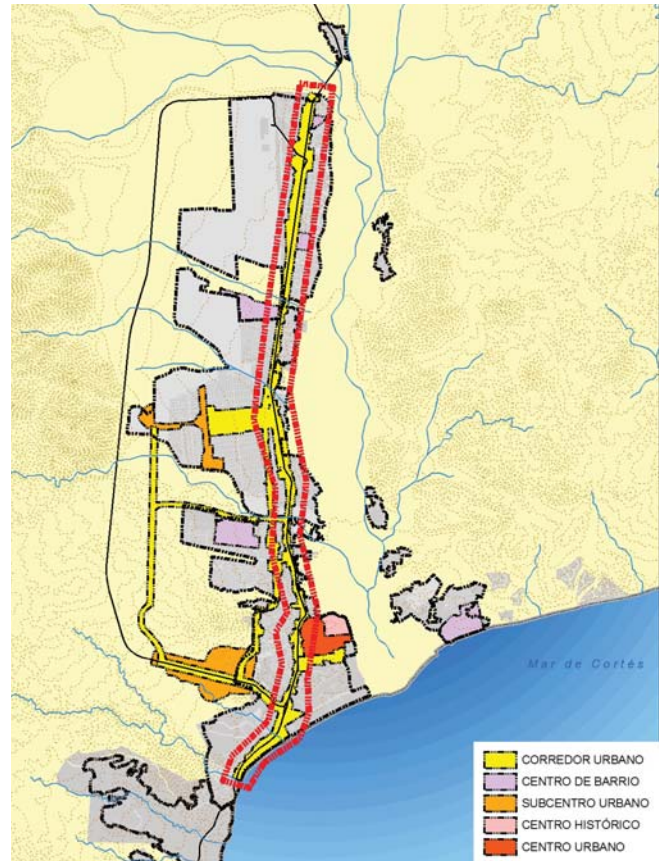 Mar de Cortés
CORREDOR URBANO
CENTRO DE BARRIO
SUBCENTRO URBANO
CENTRO HISTÓRICO
CENTRO URBANO